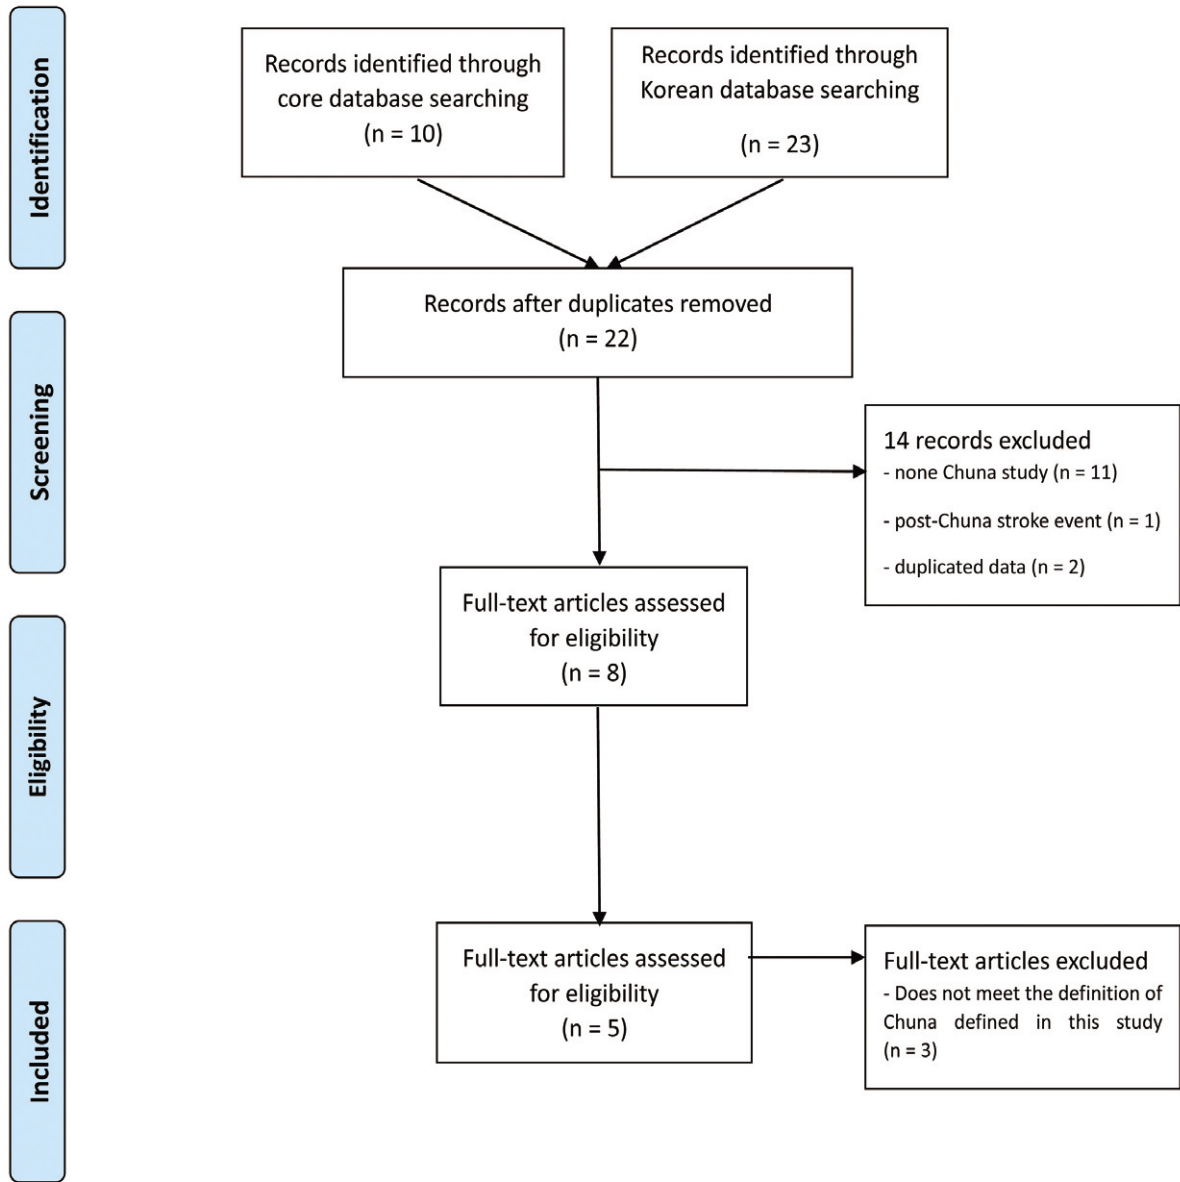 Identification
Records identified through
core database searching
(n = 10)
Records identified through
Korean database searching
(n = 23)
Records after duplicates removed
(n = 22)
Screening
14 records excluded
- none Chuna study (n = 11)
- post-Chuna stroke event (n = 1)
- duplicated data (n = 2)
Full-text articles assessed
for eligibility
(n = 8)
Eligibility
Full-text articles assessed
for eligibility
(n = 5)
Full-text articles excluded
- Does not meet the definition of
Chuna defined in this study
(n = 3)
Included